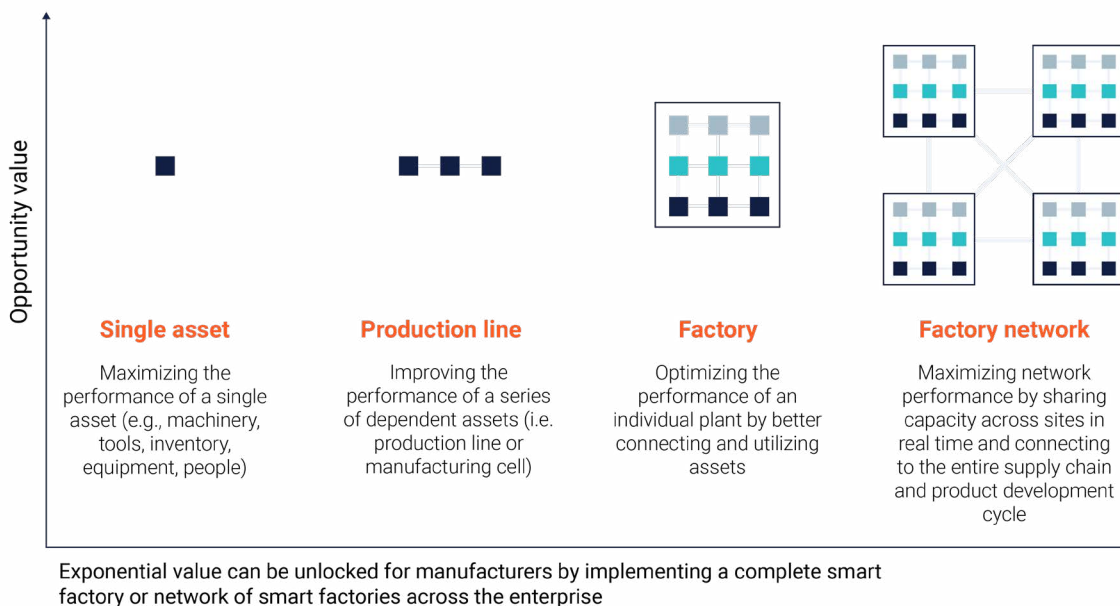 Opportunity value
Single asset
Maximizing the
performance of a single
asset (e.g., machinery,
tools, inventory,
equipment, people)
Production line
Improving the
performance of a series
of dependent assets (i.e.
production line or
manufacturing cell)
Factory
Optimizing the
performance of an
individual plant by better
connecting and utilizing
assets
Factory network
Maximizing network
performance by sharing
capacity across sites in
real time and connecting
to the entire supply chain
and product development
cycle
Exponential value can be unlocked for manufacturers by implementing a complete smart
factory or network of smart factories across the enterprise